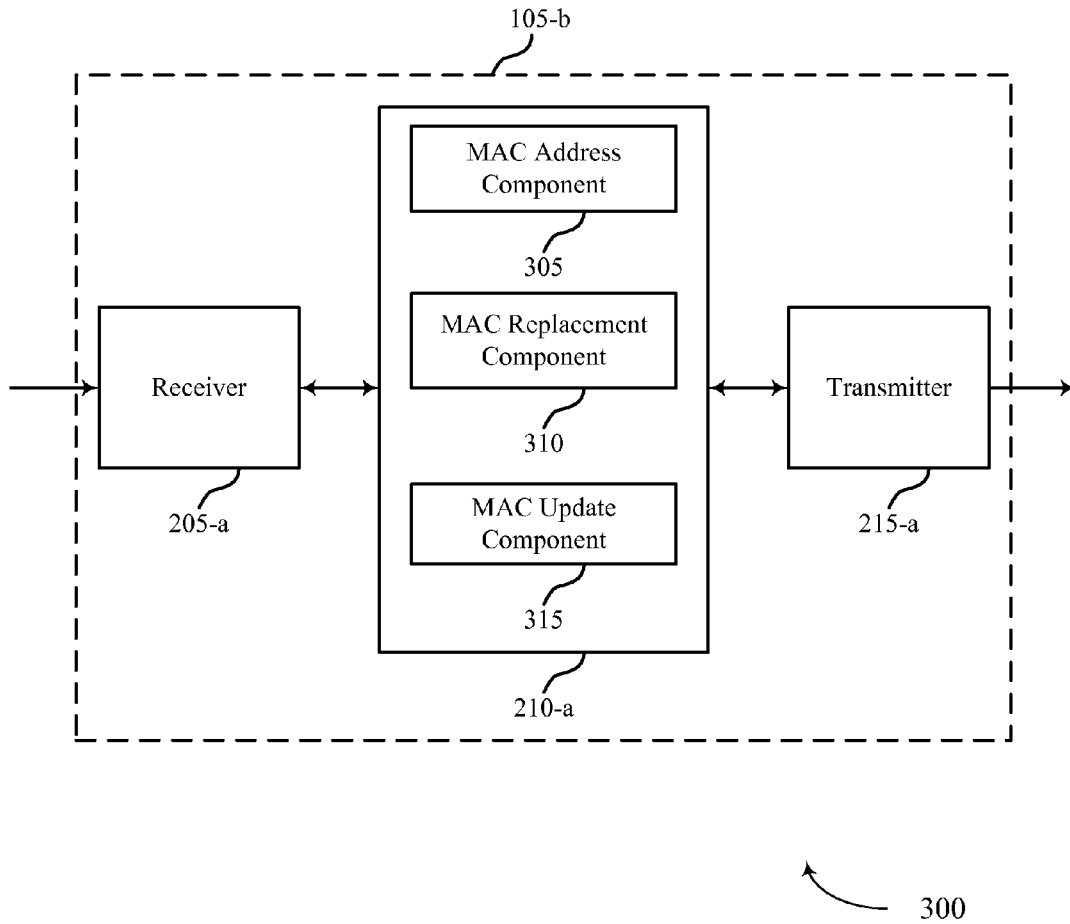 105-b
MAC Address
Component
305
MAC Replacement
Component
310
Receiver
205-a
Transmitter
215-a
MAC Update
Component
315
210-a
300